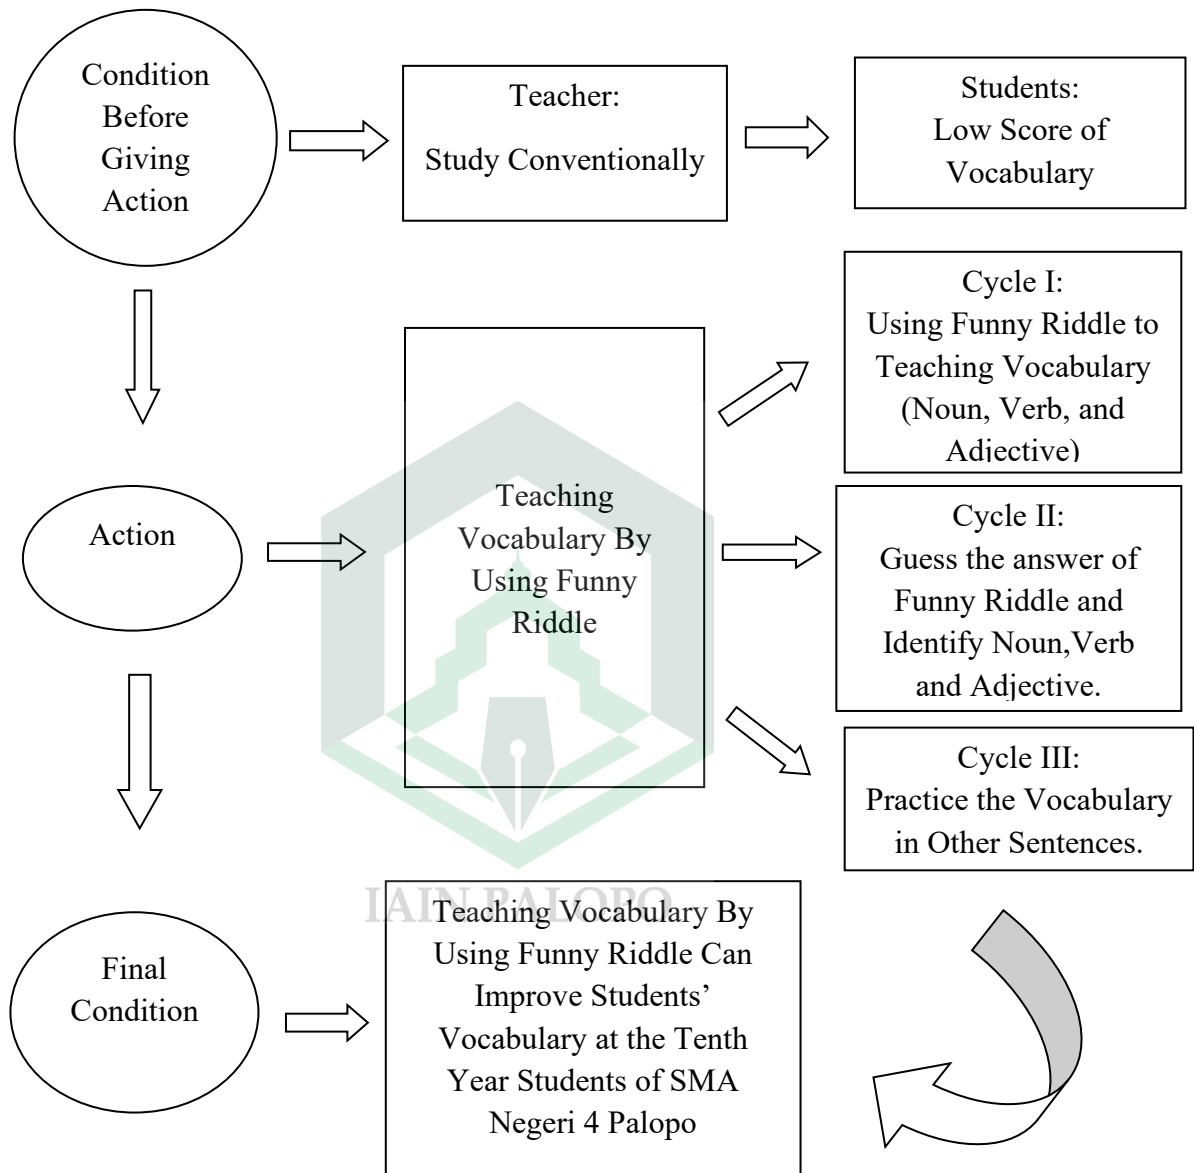 Condition
Before
Giving
Action
Teacher:
Study Conventionally
Students:
Low Score of
Vocabulary
Cycle I:
Using Funny Riddle to
Teaching Vocabulary
(Noun, Verb, and
Adjective)
Action
Teaching
Vocabulary By
Using Funny
Riddle
Cycle II:
Guess the answer of
Funny Riddle and
Identify Noun,Verb
and Adjective.
Cycle III:
Practice the Vocabulary
in Other Sentences.
IAIN PALOPO
Final
Condition
Teaching Vocabulary By
Using Funny Riddle Can
Improve Students’
Vocabulary at the Tenth
Year Students of SMA
Negeri 4 Palopo